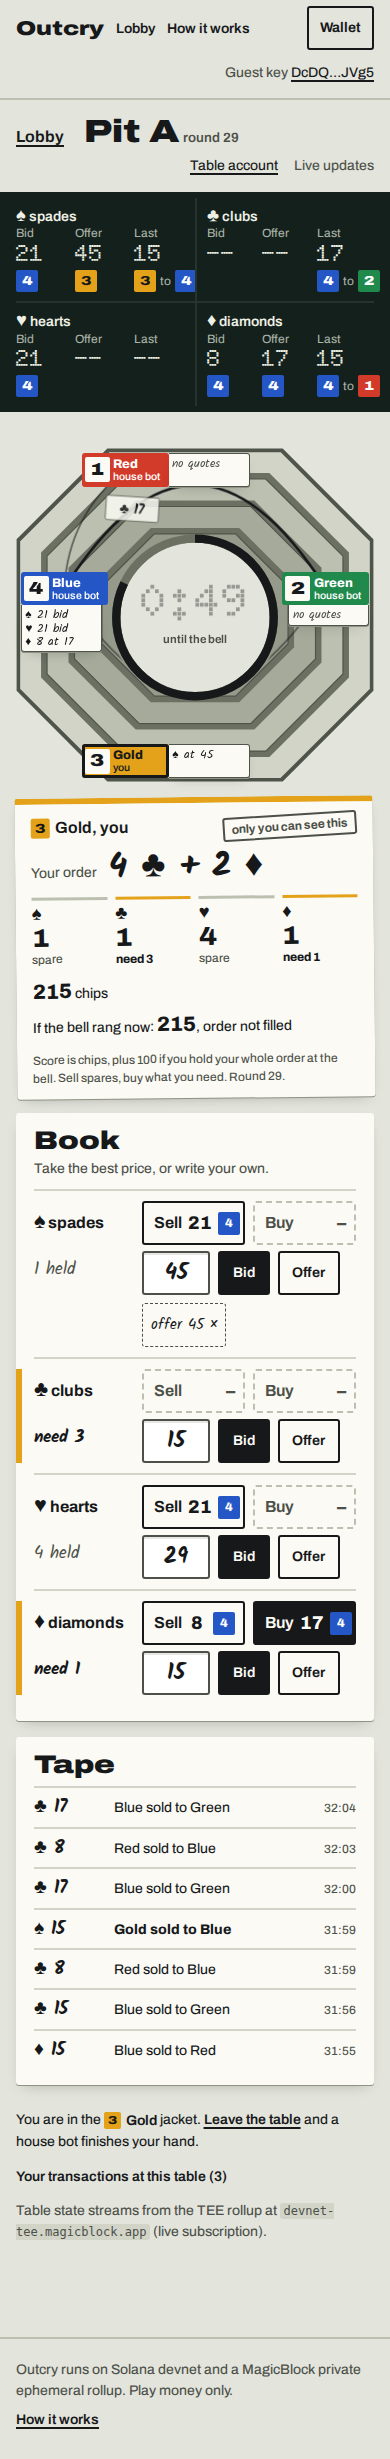 Outcry Lobby How it works Wallet
Guest key DcDQ...JVg5
Lobby Pit A round 29
Table account Live updates
♠ spades
Bid Offer Last
21 45 15
4 3 3 to 4
♣ clubs
Bid Offer Last
–– –– 17
4 to 2
♥ hearts
Bid Offer Last
21 –– ––
4
♦ diamonds
Bid Offer Last
8 17 15
4 4 4 to 1
1 Red
house bot
no quotes
♣ 17
4 Blue
house bot
♠ 21 bid
♥ 21 bid
♦ 8 at 17
0:49
until the bell
2 Green
house bot
no quotes
3 Gold
you
♠ at 45
3 Gold, you
only you can see this
Your order 4 ♣ + 2 ♦
♠ ♣ ♥ ♦
1 1 4 1
spare need 3 spare need 1
215 chips
If the bell rang now: 215, order not filled
Score is chips, plus 100 if you hold your whole order at the
bell. Sell spares, buy what you need. Round 29.
Book
Take the best price, or write your own.
♠ spades Sell 21 4 Buy –
1 held 45 Bid Offer
offer 45 ×
♣ clubs Sell – Buy –
need 3 15 Bid Offer
♥ hearts Sell 21 4 Buy –
4 held 29 Bid Offer
♦ diamonds Sell 8 4 Buy 17 4
need 1 15 Bid Offer
Tape
♣ 17 Blue sold to Green 32:04
♣ 8 Red sold to Blue 32:03
♣ 17 Blue sold to Green 32:00
♠ 15 Gold sold to Blue 31:59
♣ 8 Red sold to Blue 31:59
♣ 15 Blue sold to Green 31:56
♦ 15 Blue sold to Red 31:55
You are in the 3 Gold jacket. Leave the table and a
house bot finishes your hand.
Your transactions at this table (3)
Table state streams from the TEE rollup at devnet-
tee.magicblock.app (live subscription).
Outcry runs on Solana devnet and a MagicBlock private
ephemeral rollup. Play money only.
How it works